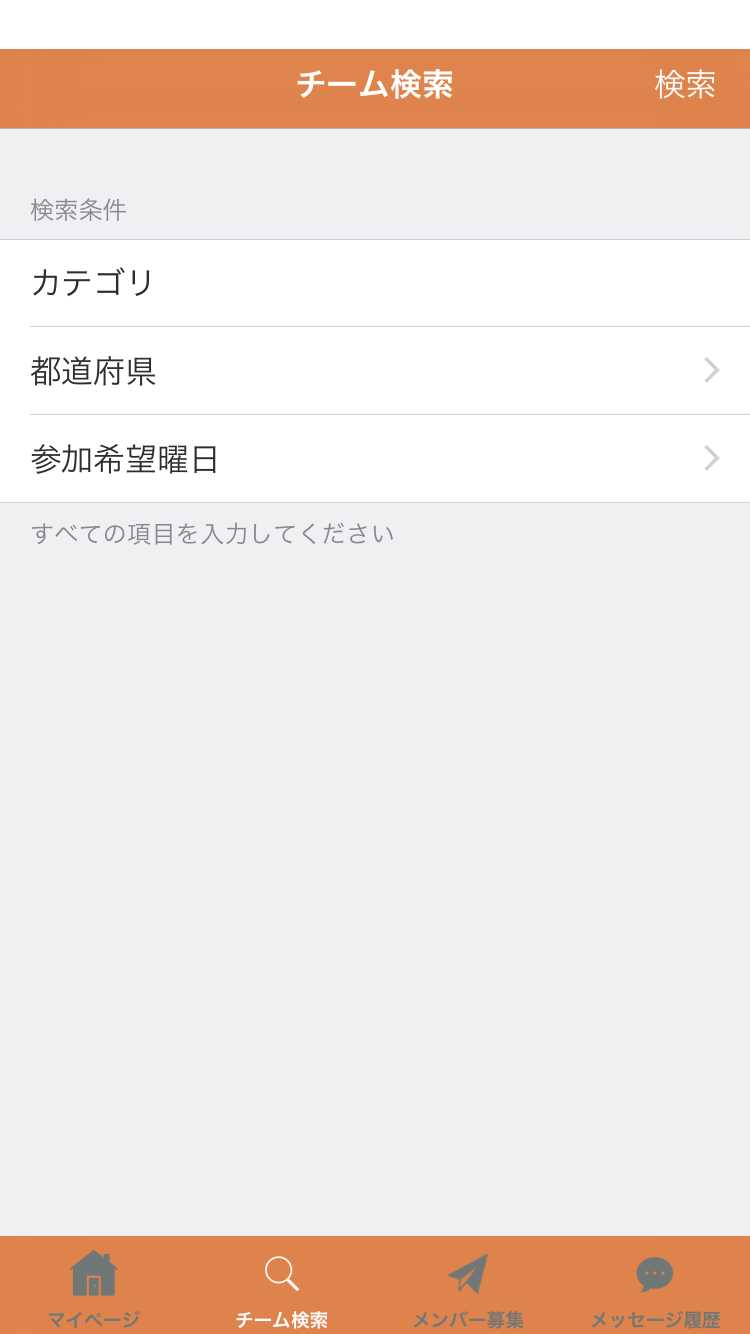 チーム検索
検索
検索条件
カテゴリ
都道府県
参加希望曜日
すべての項目を入力してください
マイページ
チーム検索
メンバー募集
メッセージ履歴